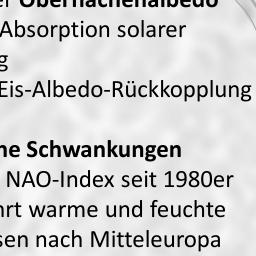 er Oberflächenalbedo
Absorption solarer
g
Eis-Albedo-Rückkopplung
he Schwankungen
NAO-Index seit 1980er
hrt warme und feuchte
sen nach Mitteleuropa